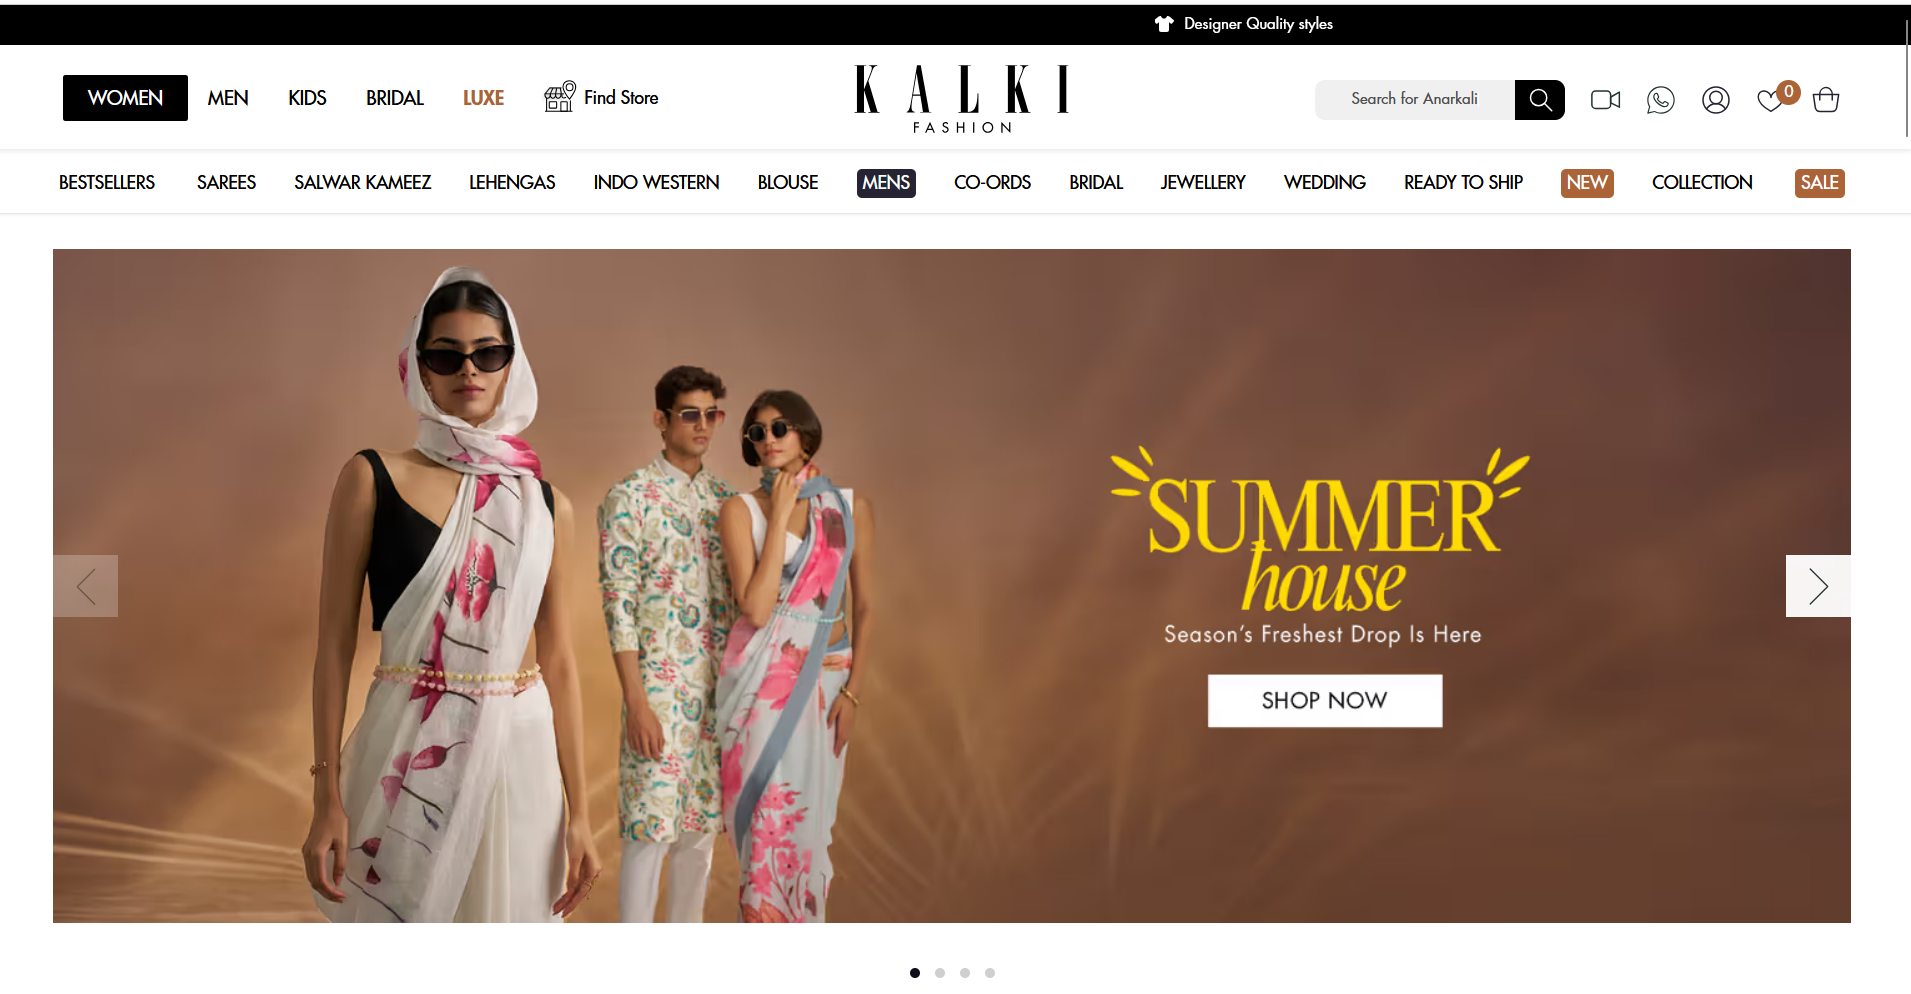 Designer Quality styles
WOMEN MEN KIDS BRIDAL LUXE Find Store
KALKI
FASHION
Search for Anarkali
0
BESTSELLERS SAREES SALWAR KAMEEZ LEHENGAS INDO WESTERN BLOUSE MENS CO-ORDS BRIDAL JEWELLERY WEDDING READY TO SHIP NEW COLLECTION SALE
SUMMER
house
Season's Freshest Drop Is Here
SHOP NOW